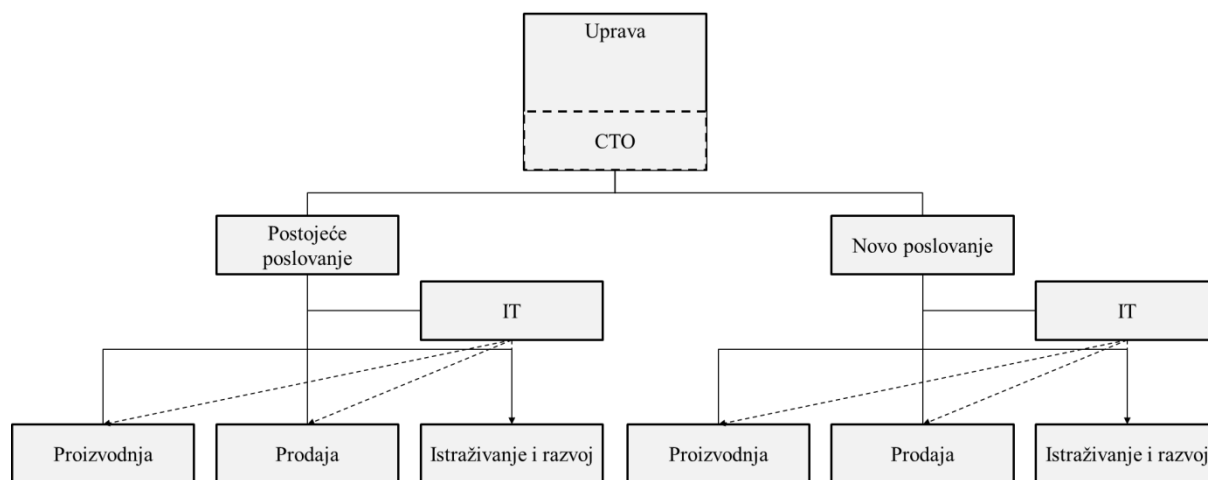 Uprava
CTO
Postojeće
poslovanje
Novo poslovanje
IT
IT
Proizvodnja
Prodaja
Istraživanje i razvoj
Proizvodnja
Prodaja
Istraživanje i razvoj